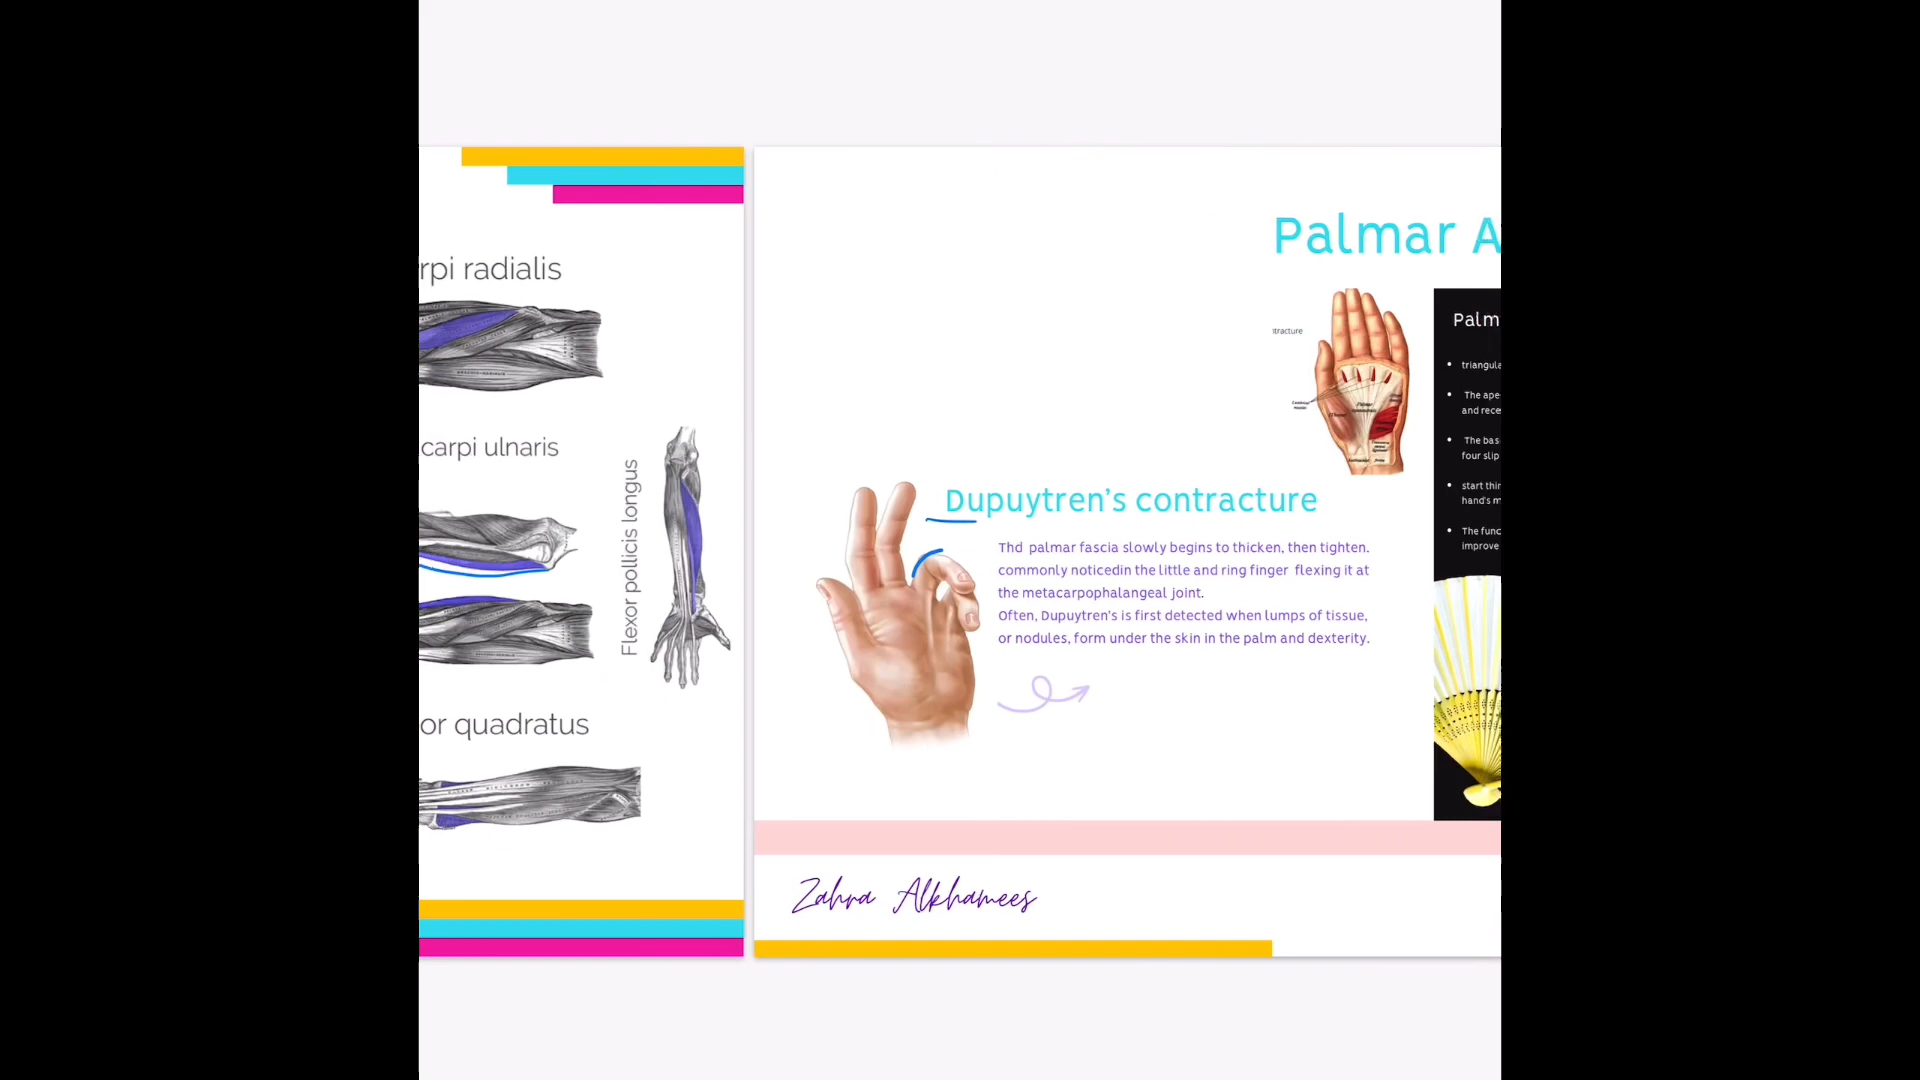 rpi radialis
carpi ulnaris
Flexor pollicis longus
or quadratus
Palmar A
tracture
Palm
triangula
The ape
and rece
The bas
four slip
start thin
hand's m
The func
improve
Dupuytren's contracture
Thd palmar fascia slowly begins to thicken, then tighten.
commonly noticedin the little and ring finger flexing it at
the metacarpophalangeal joint.
Often, Dupuytren's is first detected when lumps of tissue,
or nodules, form under the skin in the palm and dexterity.
Zahra Alkhamees